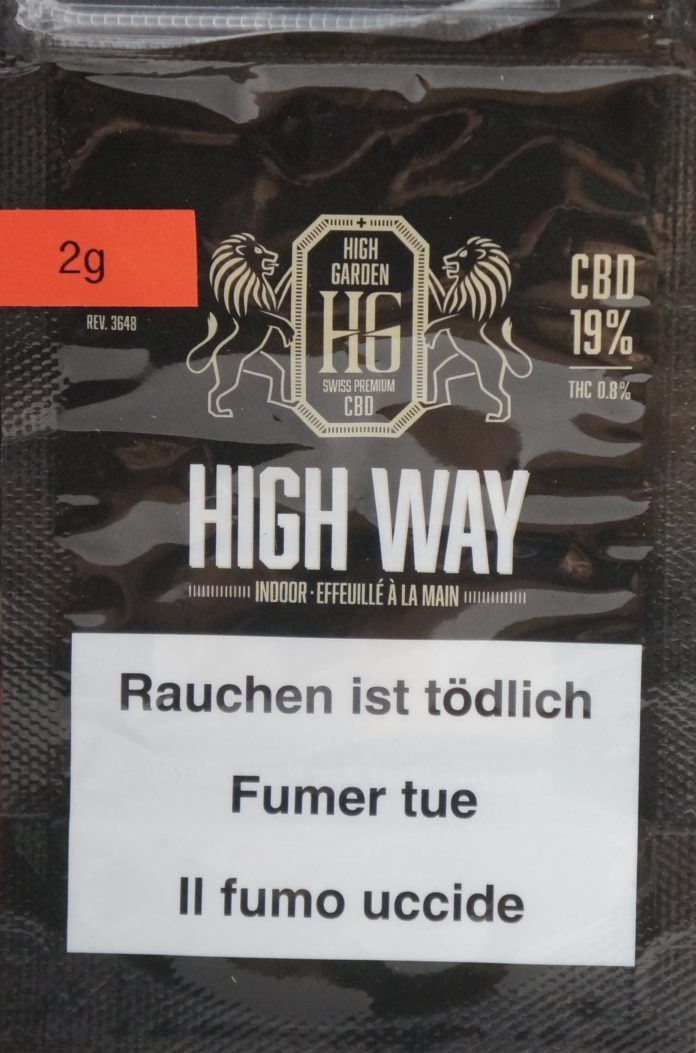 2g
REV. 3648
HIGH
GARDEN
HG
SWISS PREMIUM
CBD
CBD
19%
THC 0.8%
HIGH WAY
INDOOR · EFFEUILLÉ À LA MAIN
Rauchen ist tödlich
Fumer tue
Il fumo uccide